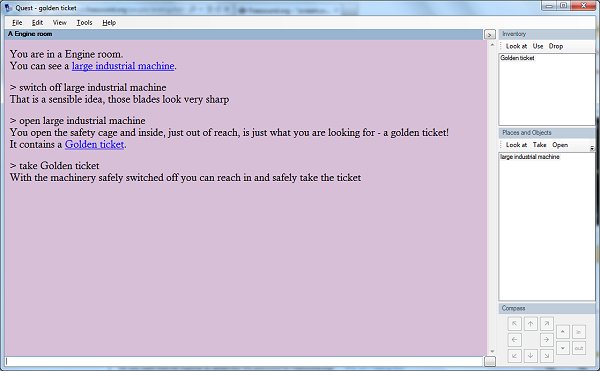 Quest - golden ticket
File Edit View Tools Help
A Engine room
>
You are in a Engine room.
You can see a large industrial machine.
> switch off large industrial machine
That is a sensible idea, those blades look very sharp
> open large industrial machine
You open the safety cage and inside, just out of reach, is just what you are looking for - a golden ticket!
It contains a Golden ticket.
> take Golden ticket
With the machinery safely switched off you can reach in and safely take the ticket
Inventory
Look at Use Drop
Golden ticket
Places and Objects
Look at Take Open
large industrial machine
Compass
in
out